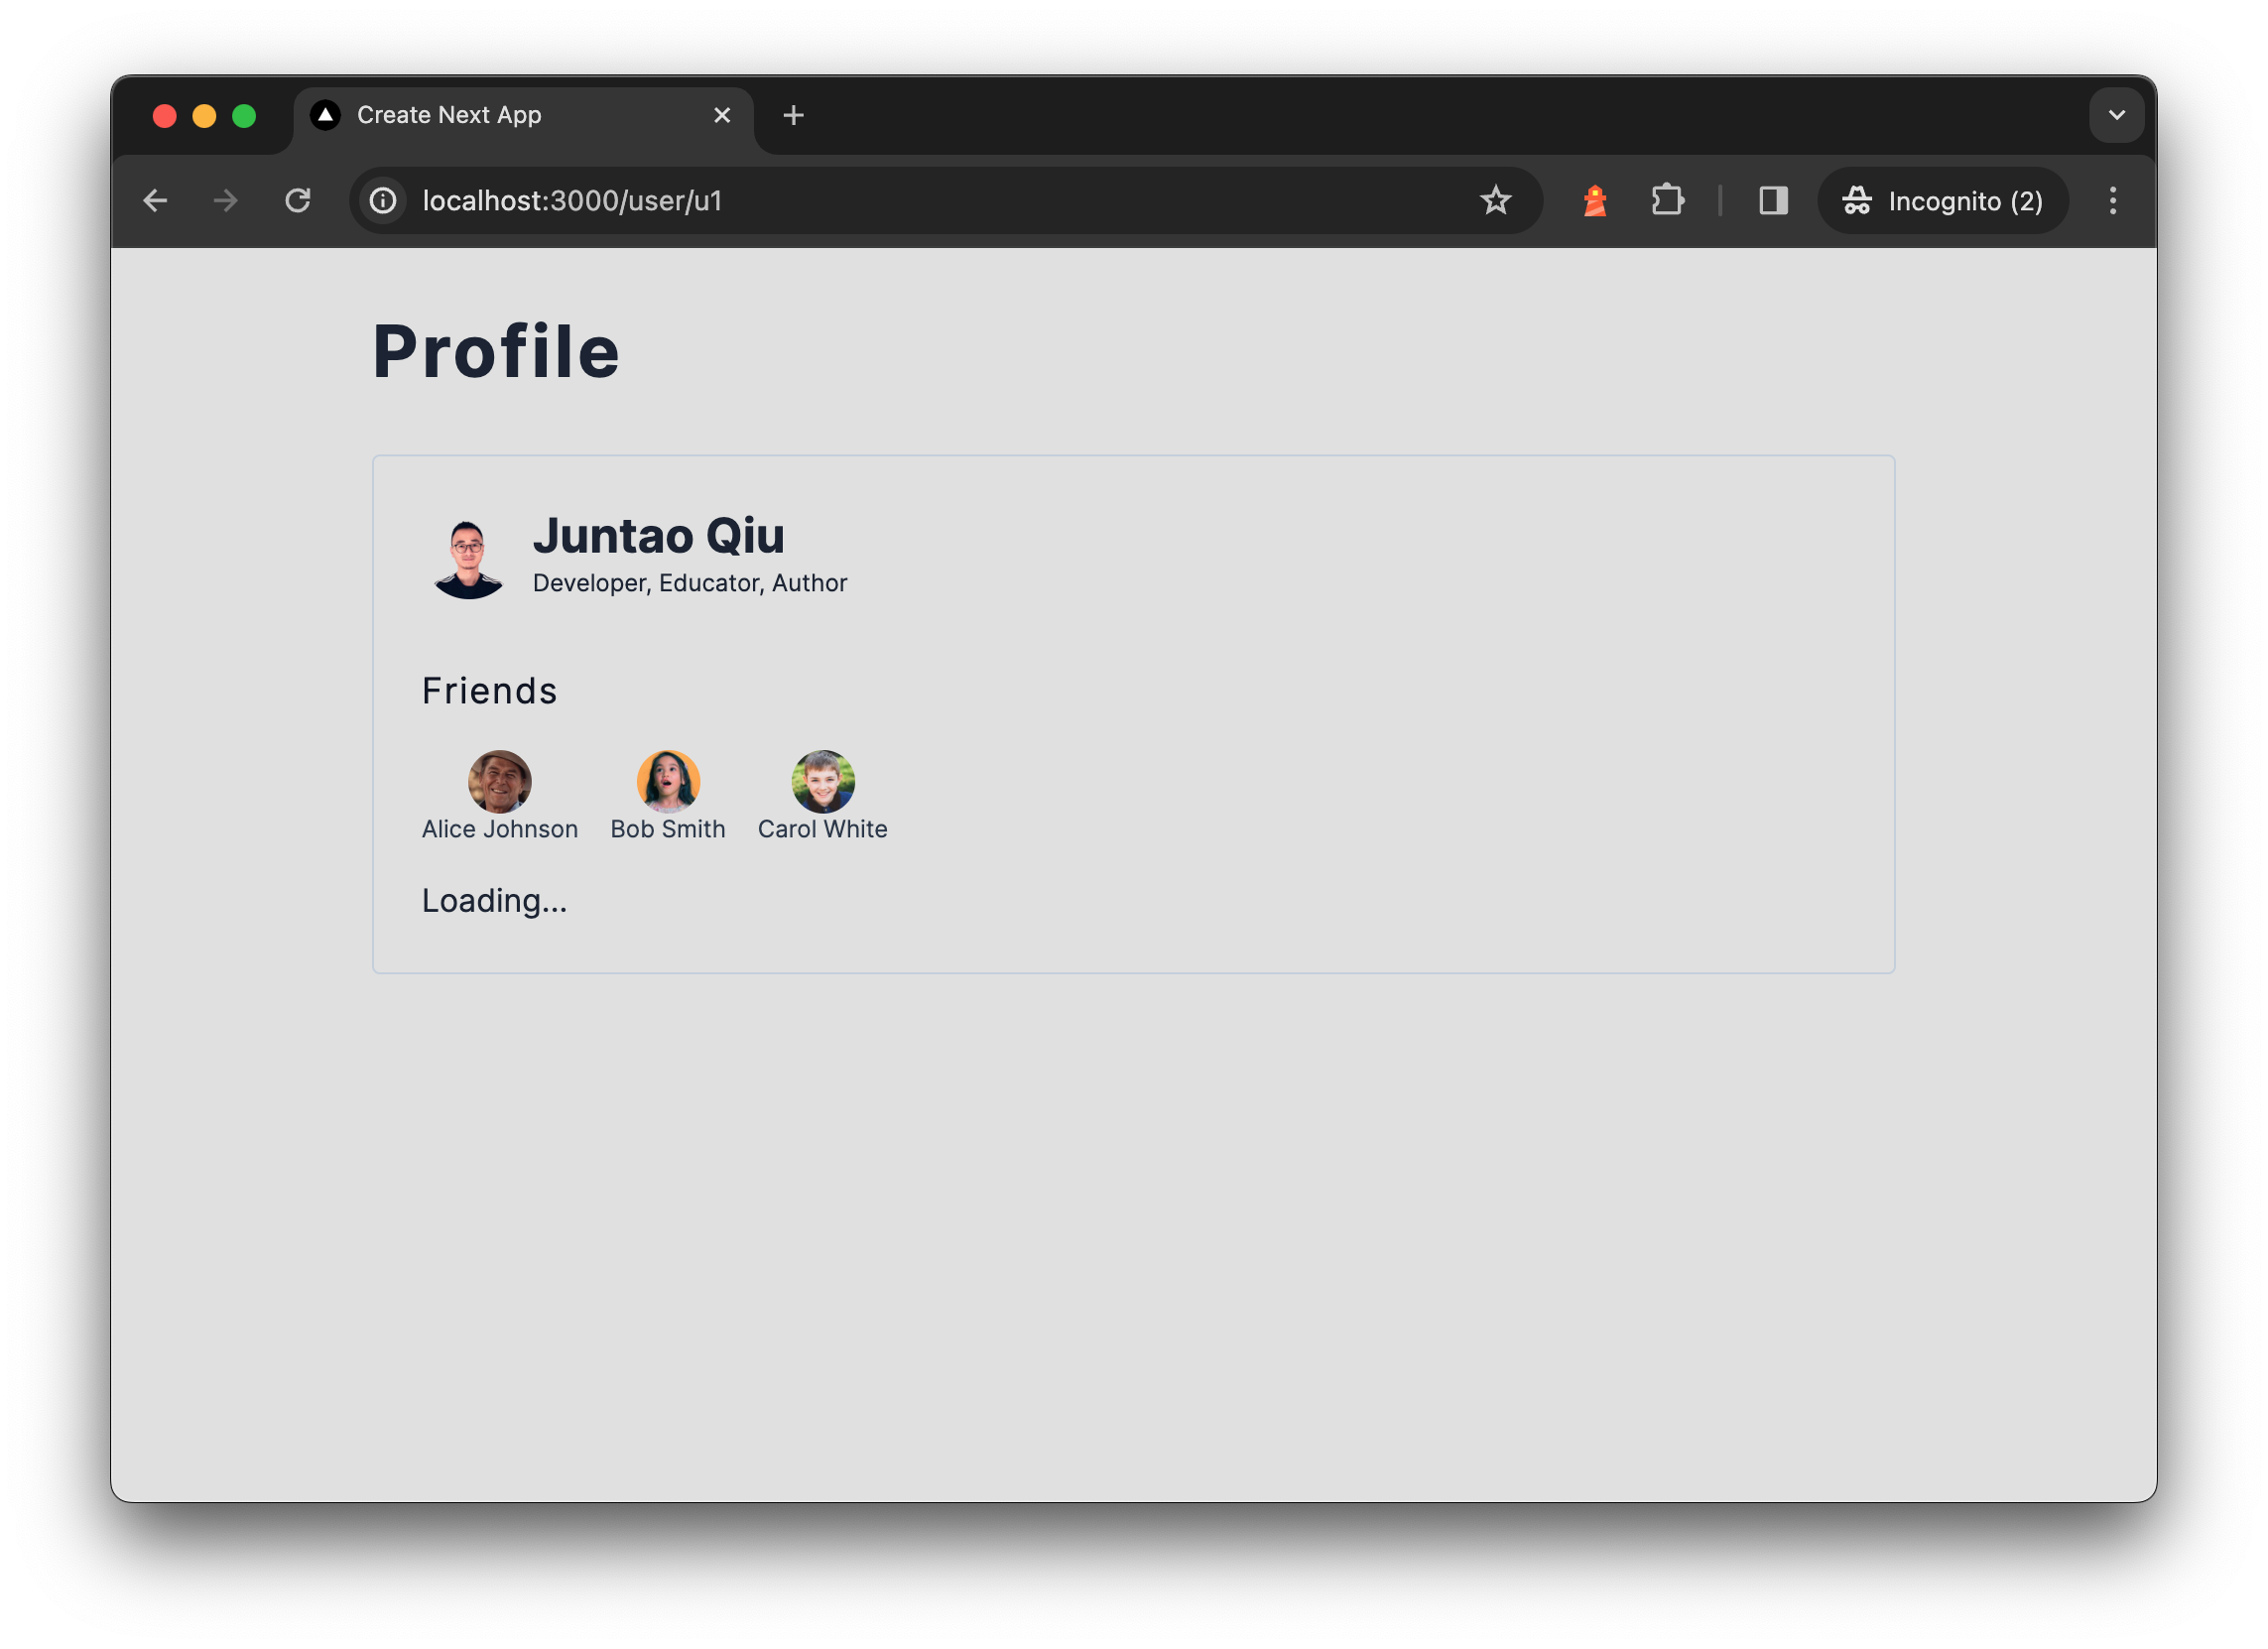 Create Next App
localhost:3000/user/u1
Incognito (2)
Profile
Juntao Qiu
Developer, Educator, Author
Friends
Alice Johnson Bob Smith Carol White
Loading...